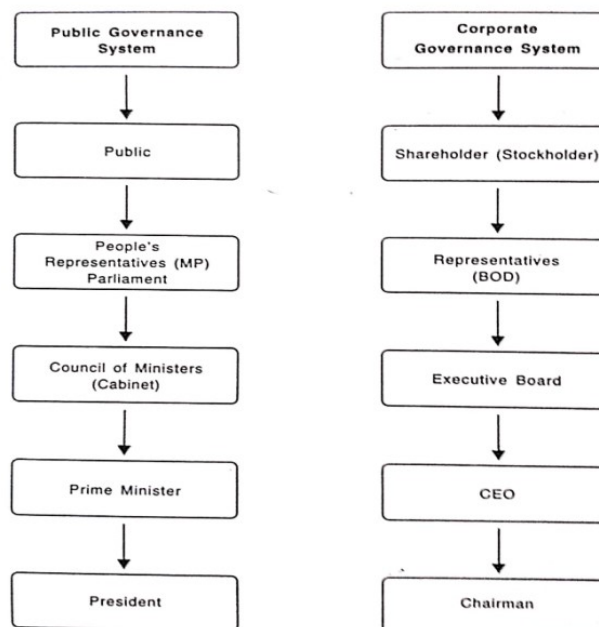 Public Governance
System
Public
People's
Representatives (MP)
Parliament
Council of Ministers
(Cabinet)
Prime Minister
President
Corporate
Governance System
Shareholder (Stockholder)
Representatives
(BOD)
Executive Board
CEO
Chairman